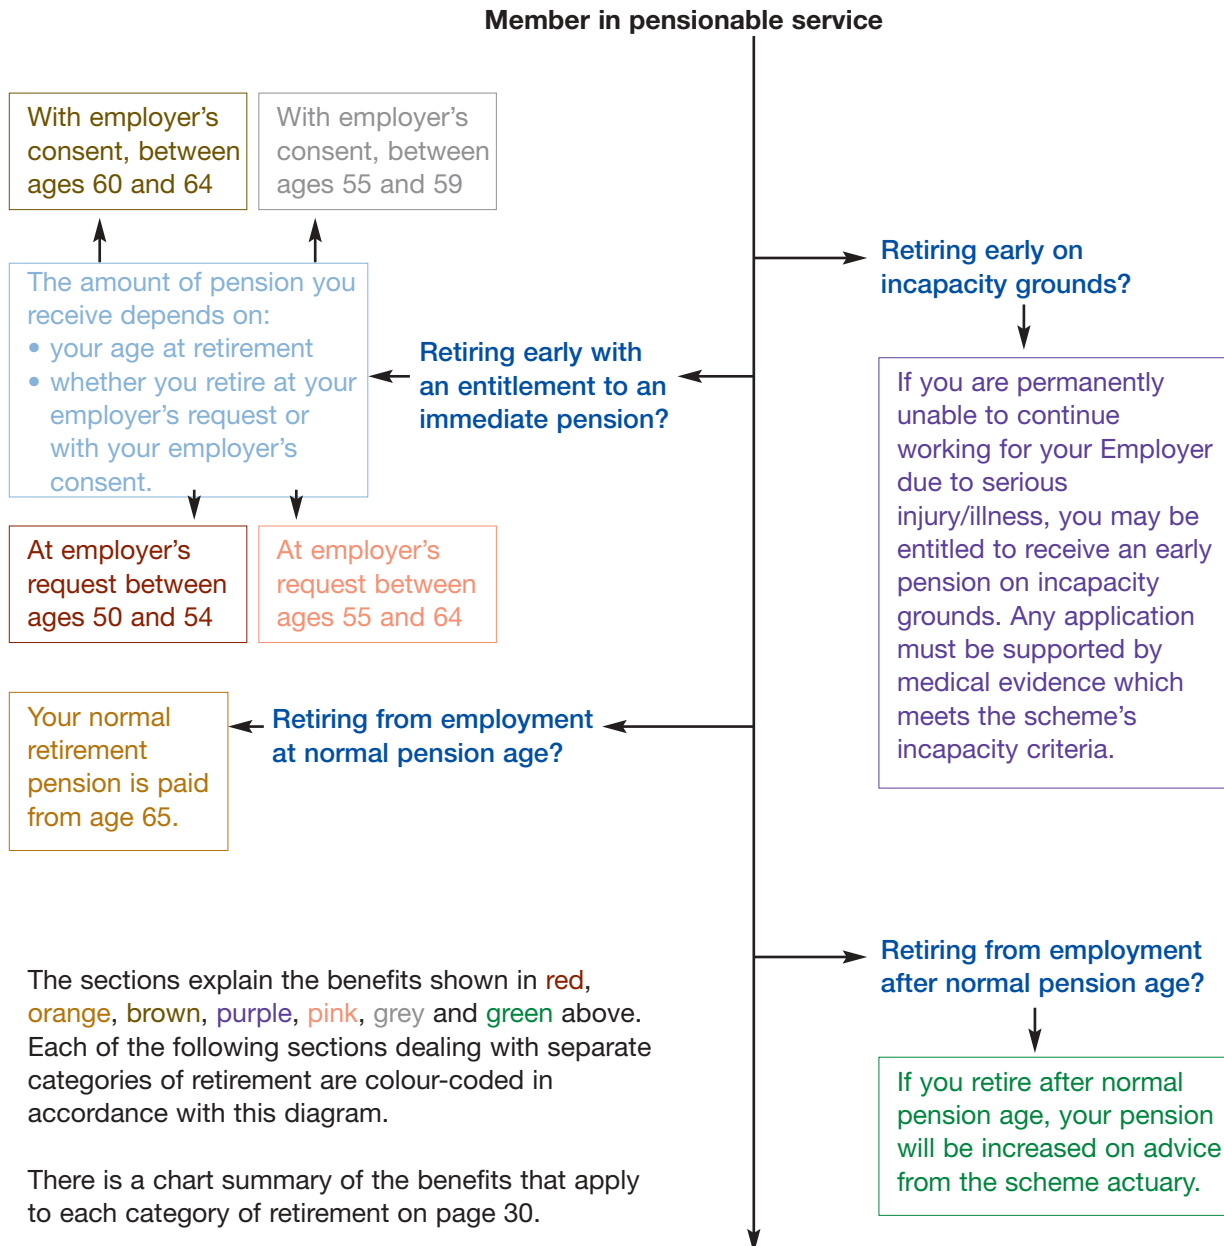 Member in pensionable service
With employer’s
consent, between
ages 60 and 64
With employer’s
consent, between
ages 55 and 59
The amount of pension you
receive depends on:
• your age at retirement
• whether you retire at your
employer’s request or
with your employer’s
consent.
Retiring early with
an entitlement to an
immediate pension?
At employer’s
request between
ages 50 and 54
At employer’s
request between
ages 55 and 64
Retiring early on
incapacity grounds?
If you are permanently
unable to continue
working for your Employer
due to serious
injury/illness, you may be
entitled to receive an early
pension on incapacity
grounds. Any application
must be supported by
medical evidence which
meets the scheme’s
incapacity criteria.
Your normal
retirement
pension is paid
from age 65.
Retiring from employment
at normal pension age?
Retiring from employment
after normal pension age?
If you retire after normal
pension age, your pension
will be increased on advice
from the scheme actuary.
The sections explain the benefits shown in red,
orange, brown, purple, pink, grey and green above.
Each of the following sections dealing with separate
categories of retirement are colour-coded in
accordance with this diagram.
There is a chart summary of the benefits that apply
to each category of retirement on page 30.